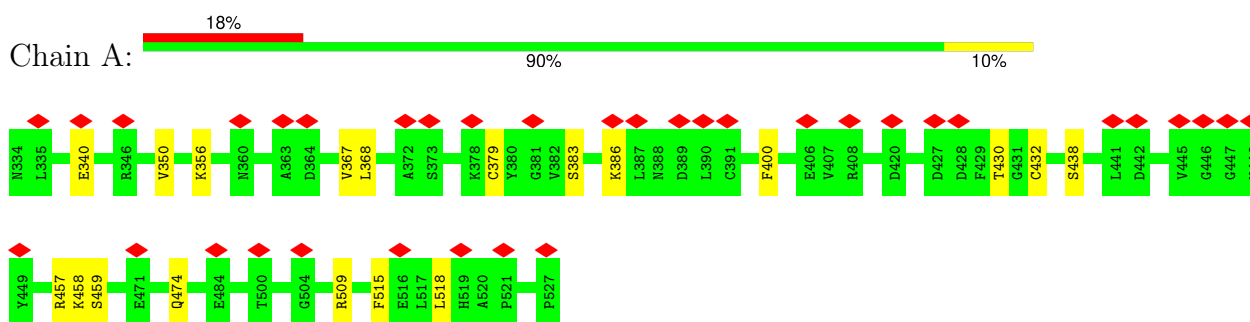 18%
Chain A:
90% 10%
N334 L335 E340 R346 V350 K356 N360 A363 D364 V367 L368 A372 S373 K378 C379 Y380 G381 V382 S383 K386 L387 N388 D389 L390 C391 F400 E406 V407 R408 D420 D427 D428 F429 T430 G431 C432 S438 L441 D442 V445 G446 G447
Y449 R457 K458 S459 E471 Q474 E484 T500 G504 R509 F515 E516 L517 L518 H519 A520 P521 P527